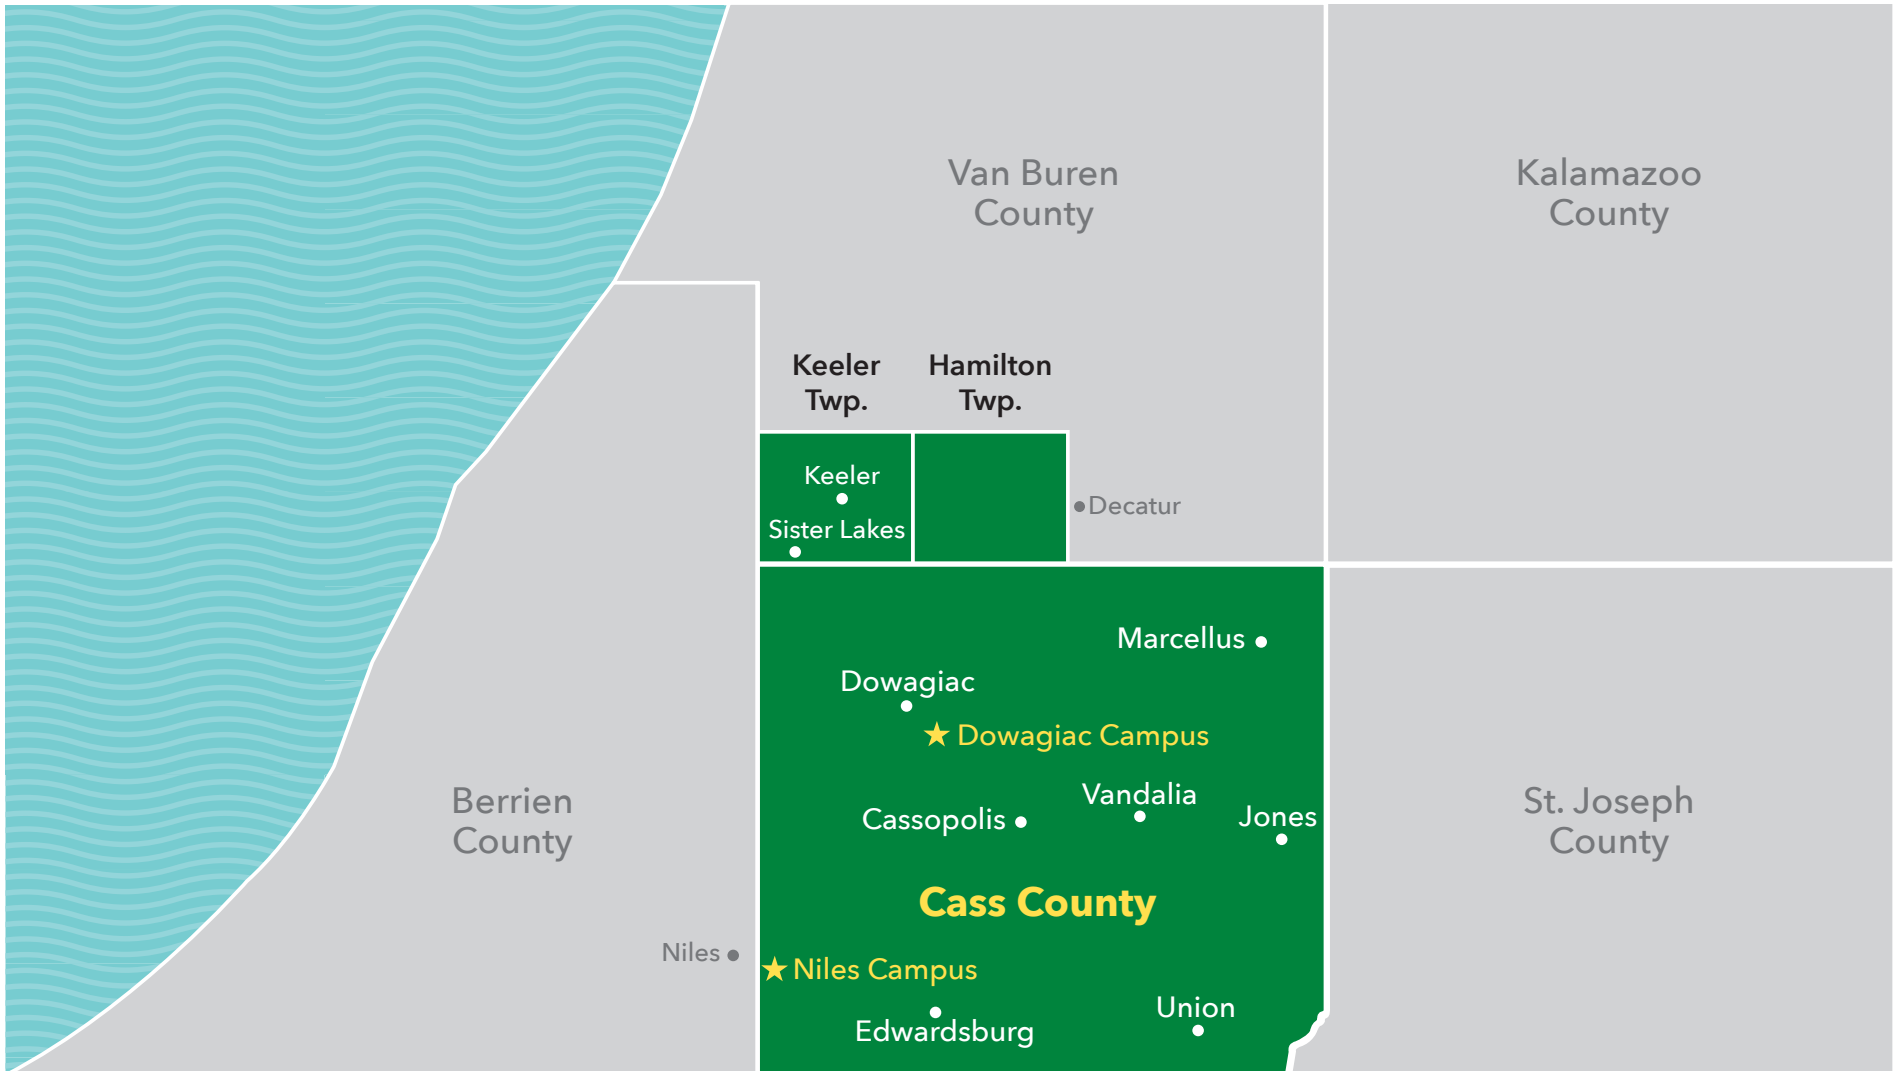 Van Buren
County
Kalamazoo
County
Keeler
Twp.
Hamilton
Twp.
Keeler
Sister Lakes
Decatur
Marcellus
Dowagiac
Dowagiac Campus
Vandalia
Cassopolis
Jones
Berrien
County
St. Joseph
County
Cass County
Niles
Niles Campus
Union
Edwardsburg